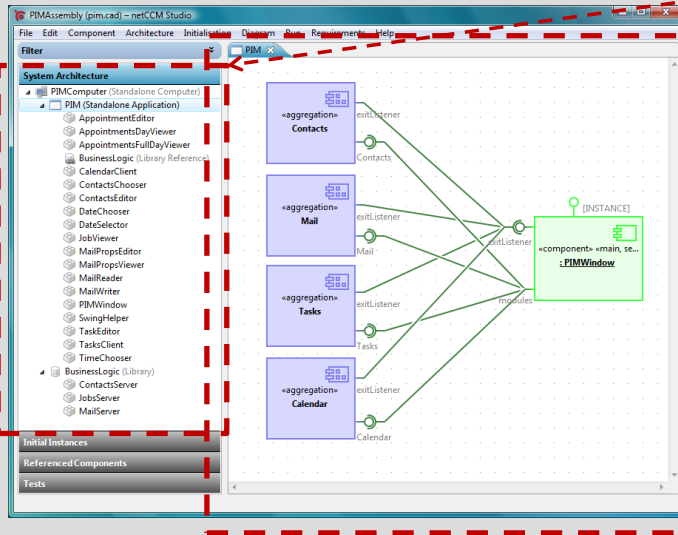 PIMAssembly (pim.cad) – netCCM Studio
File Edit Component Architecture Initialisation Diagram Run Requirements Help
Filter
PIM
System Architecture
PIMComputer (Standalone Computer)
PIM (Standalone Application)
AppointmentEditor
AppointmentsDayViewer
AppointmentsFullDayViewer
BusinessLogic (Library Reference)
CalendarClient
ContactsChooser
ContactsEditor
DateChooser
DateSelector
JobViewer
MailPropsEditor
MailPropsViewer
MailReader
MailWriter
PIMWindow
SwingHelper
TaskEditor
TasksClient
TimeChooser
BusinessLogic (Library)
ContactsServer
JobsServer
MailServer
Initial Instances
Referenced Components
Tests
«aggregation»
Contacts
exitListener
Contacts
«aggregation»
Mail
exitListener
Mail
«aggregation»
Tasks
exitListener
Tasks
«aggregation»
Calendar
exitListener
Calendar
[INSTANCE]
exitListener
«component» «main, se...
: PIMWindow
modules